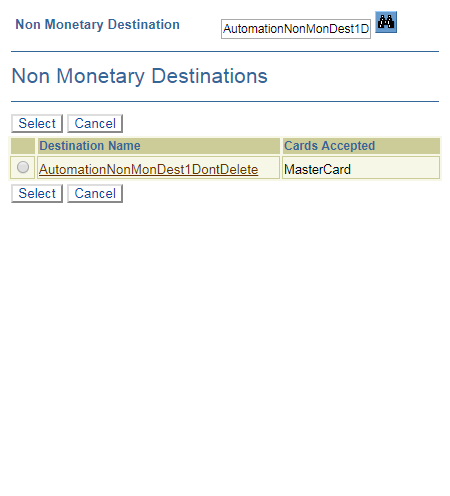 Non Monetary Destination AutomationNonMonDest1D
Non Monetary Destinations
Select Cancel
Destination Name Cards Accepted
AutomationNonMonDest1DontDelete MasterCard
Select Cancel